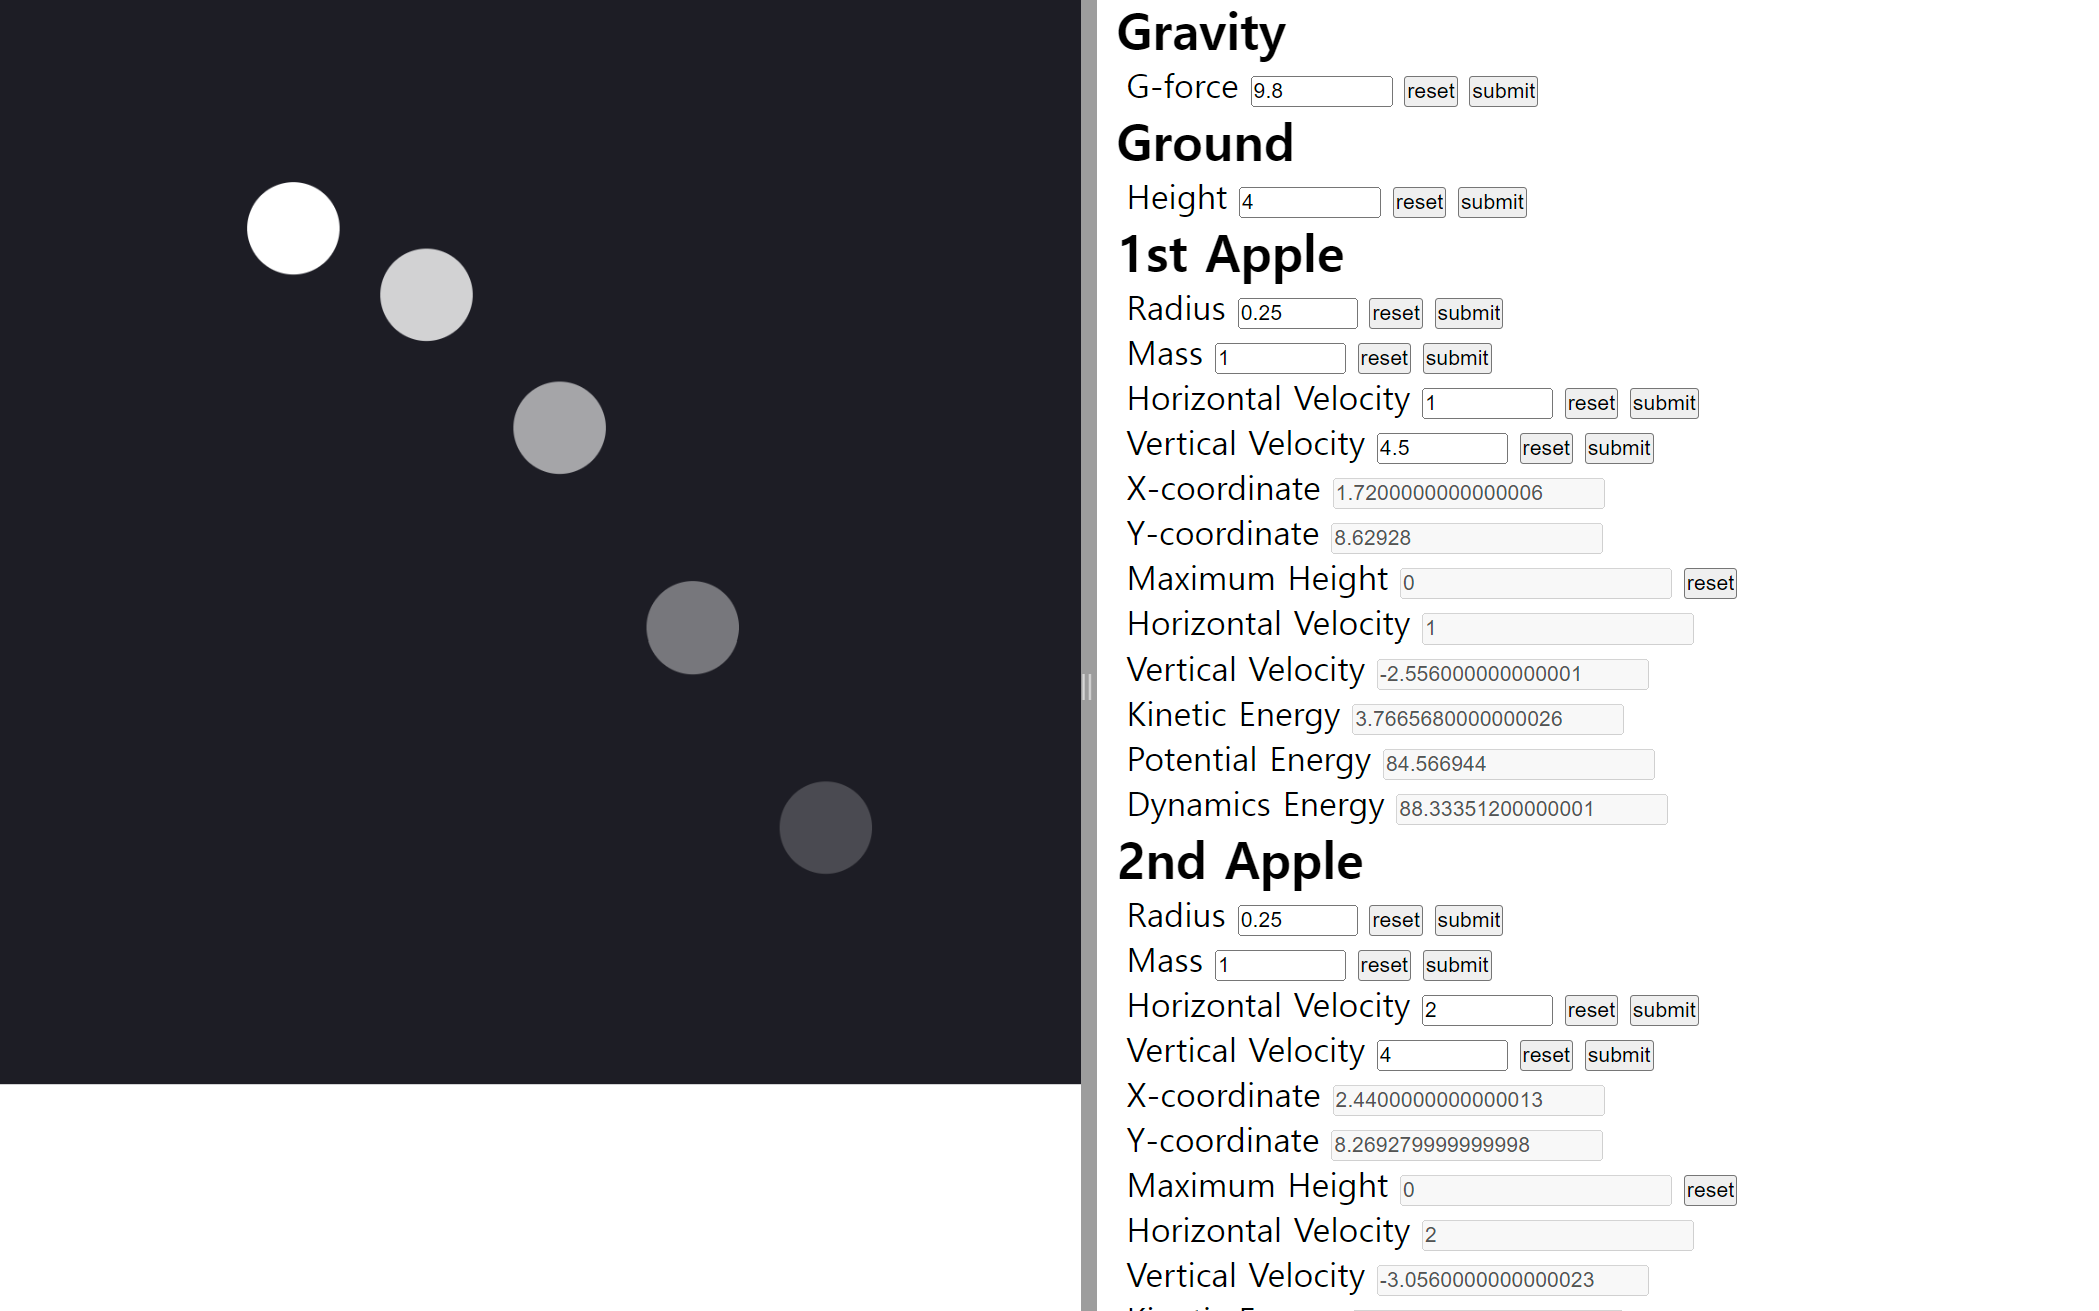 Gravity
G-force 9.8 reset submit
Ground
Height 4 reset submit
1st Apple
Radius 0.25 reset submit
Mass 1 reset submit
Horizontal Velocity 1 reset submit
Vertical Velocity 4.5 reset submit
X-coordinate 1.7200000000000006
Y-coordinate 8.62928
Maximum Height 0 reset
Horizontal Velocity 1
Vertical Velocity -2.556000000000001
Kinetic Energy 3.7665680000000026
Potential Energy 84.566944
Dynamics Energy 88.33351200000001
2nd Apple
Radius 0.25 reset submit
Mass 1 reset submit
Horizontal Velocity 2 reset submit
Vertical Velocity 4 reset submit
X-coordinate 2.4400000000000013
Y-coordinate 8.269279999999998
Maximum Height 0 reset
Horizontal Velocity 2
Vertical Velocity -3.0560000000000023